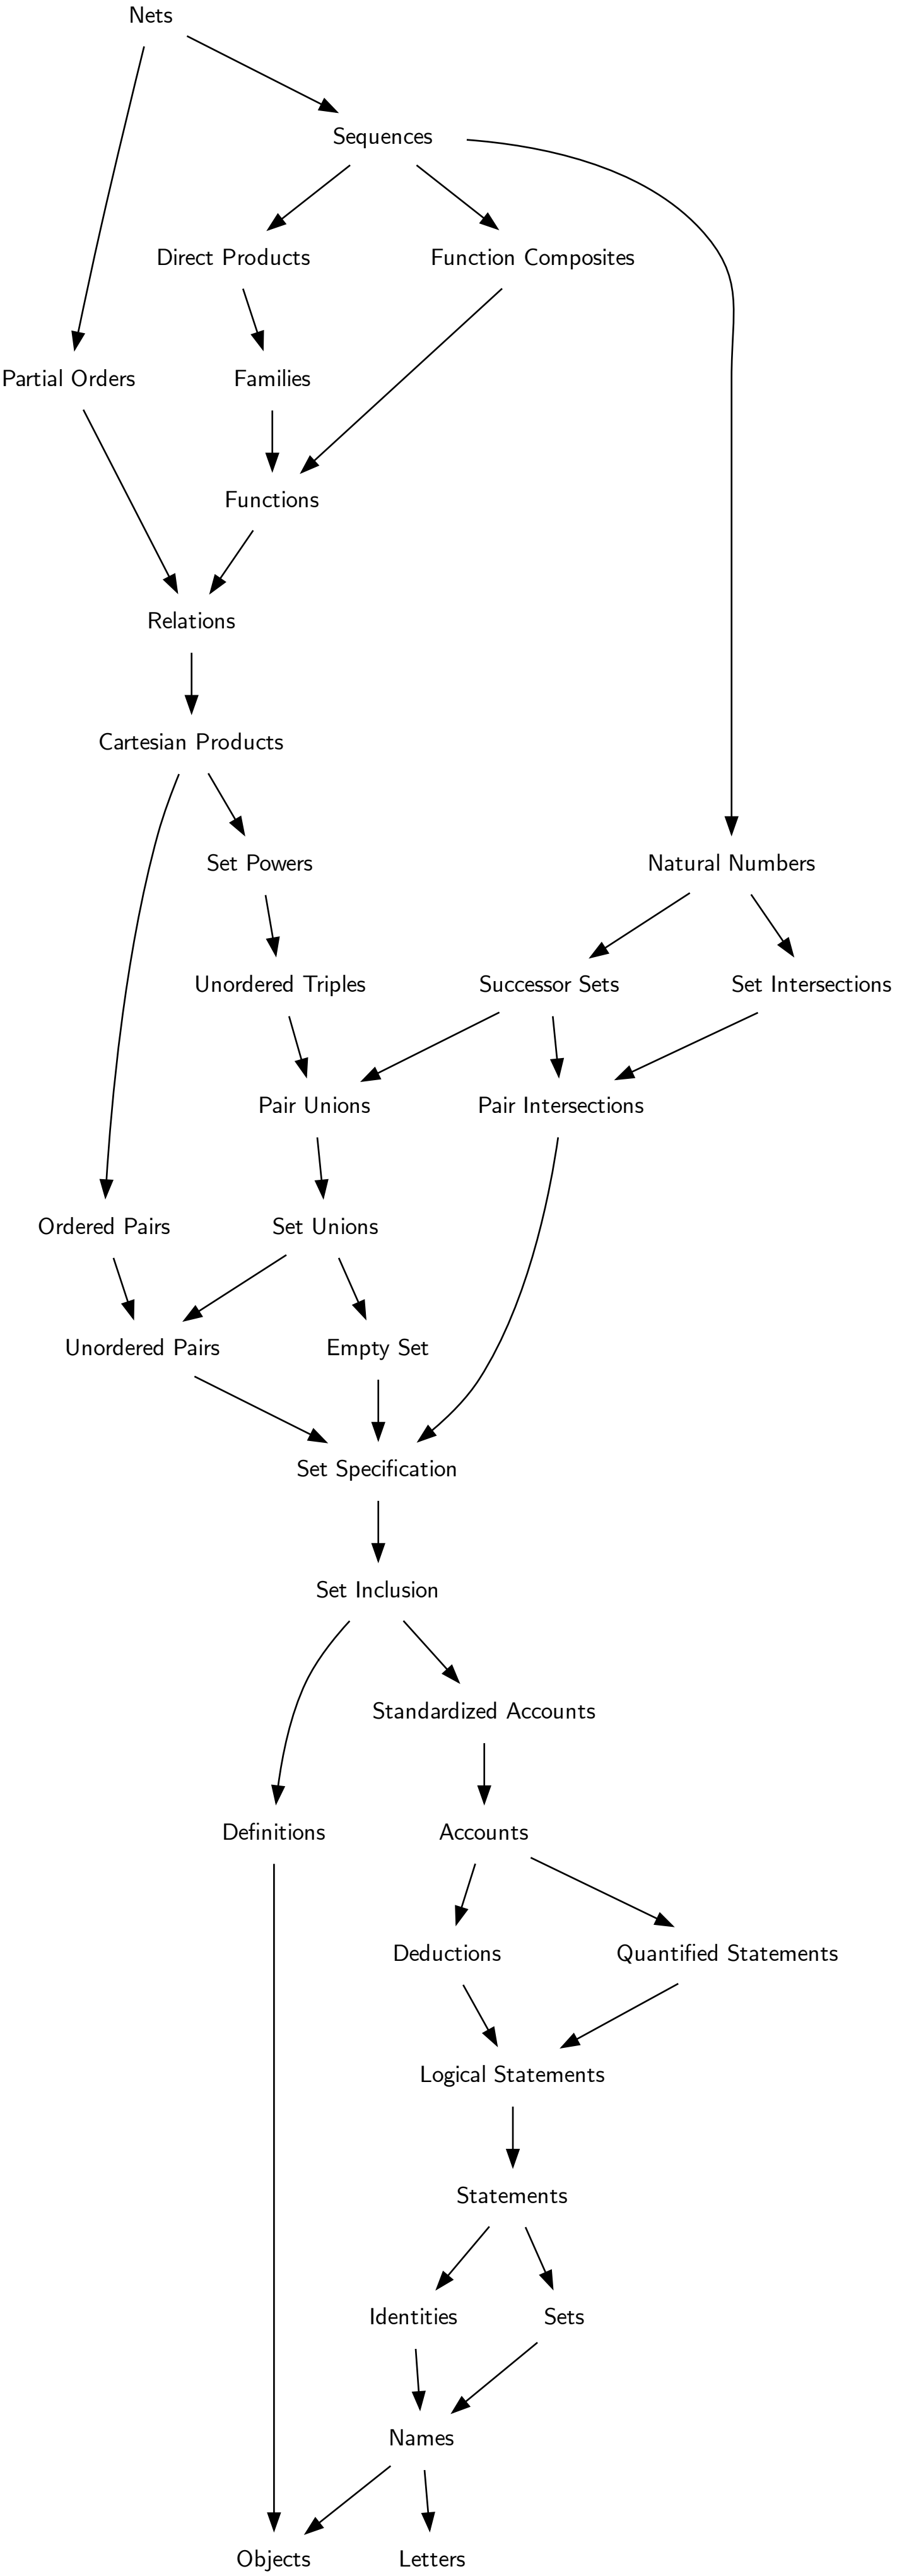 Nets
Sequences
Direct Products
Function Composites
Partial Orders
Families
Functions
Relations
Cartesian Products
Set Powers
Natural Numbers
Unordered Triples
Successor Sets
Set Intersections
Pair Unions
Pair Intersections
Ordered Pairs
Set Unions
Unordered Pairs
Empty Set
Set Specification
Set Inclusion
Standardized Accounts
Definitions
Accounts
Deductions
Quantified Statements
Logical Statements
Statements
Identities
Sets
Names
Objects
Letters